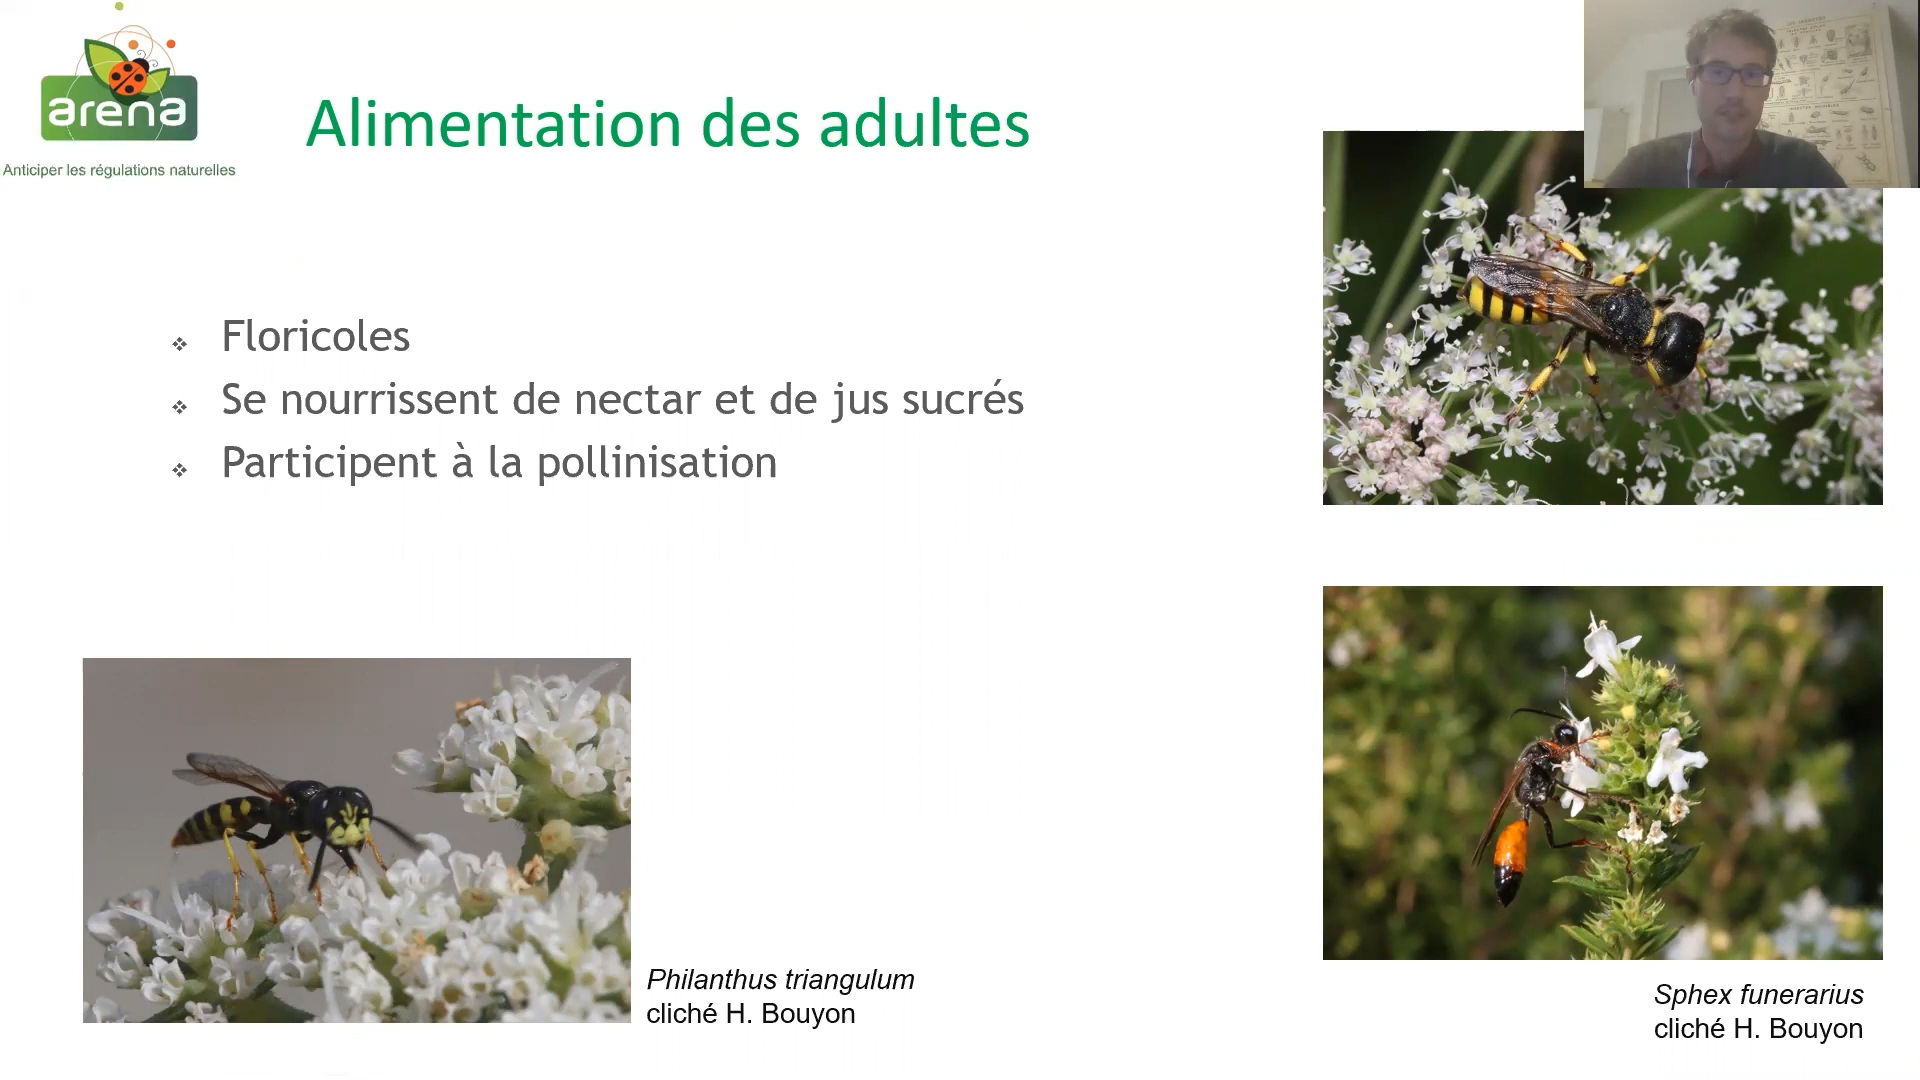 arena
Anticiper les régulations naturelles
Alimentation des adultes
Floricoles
Se nourrissent de nectar et de jus sucrés
Participent à la pollinisation
Philanthus triangulum
cliché H. Bouyon
Sphex funerarius
cliché H. Bouyon